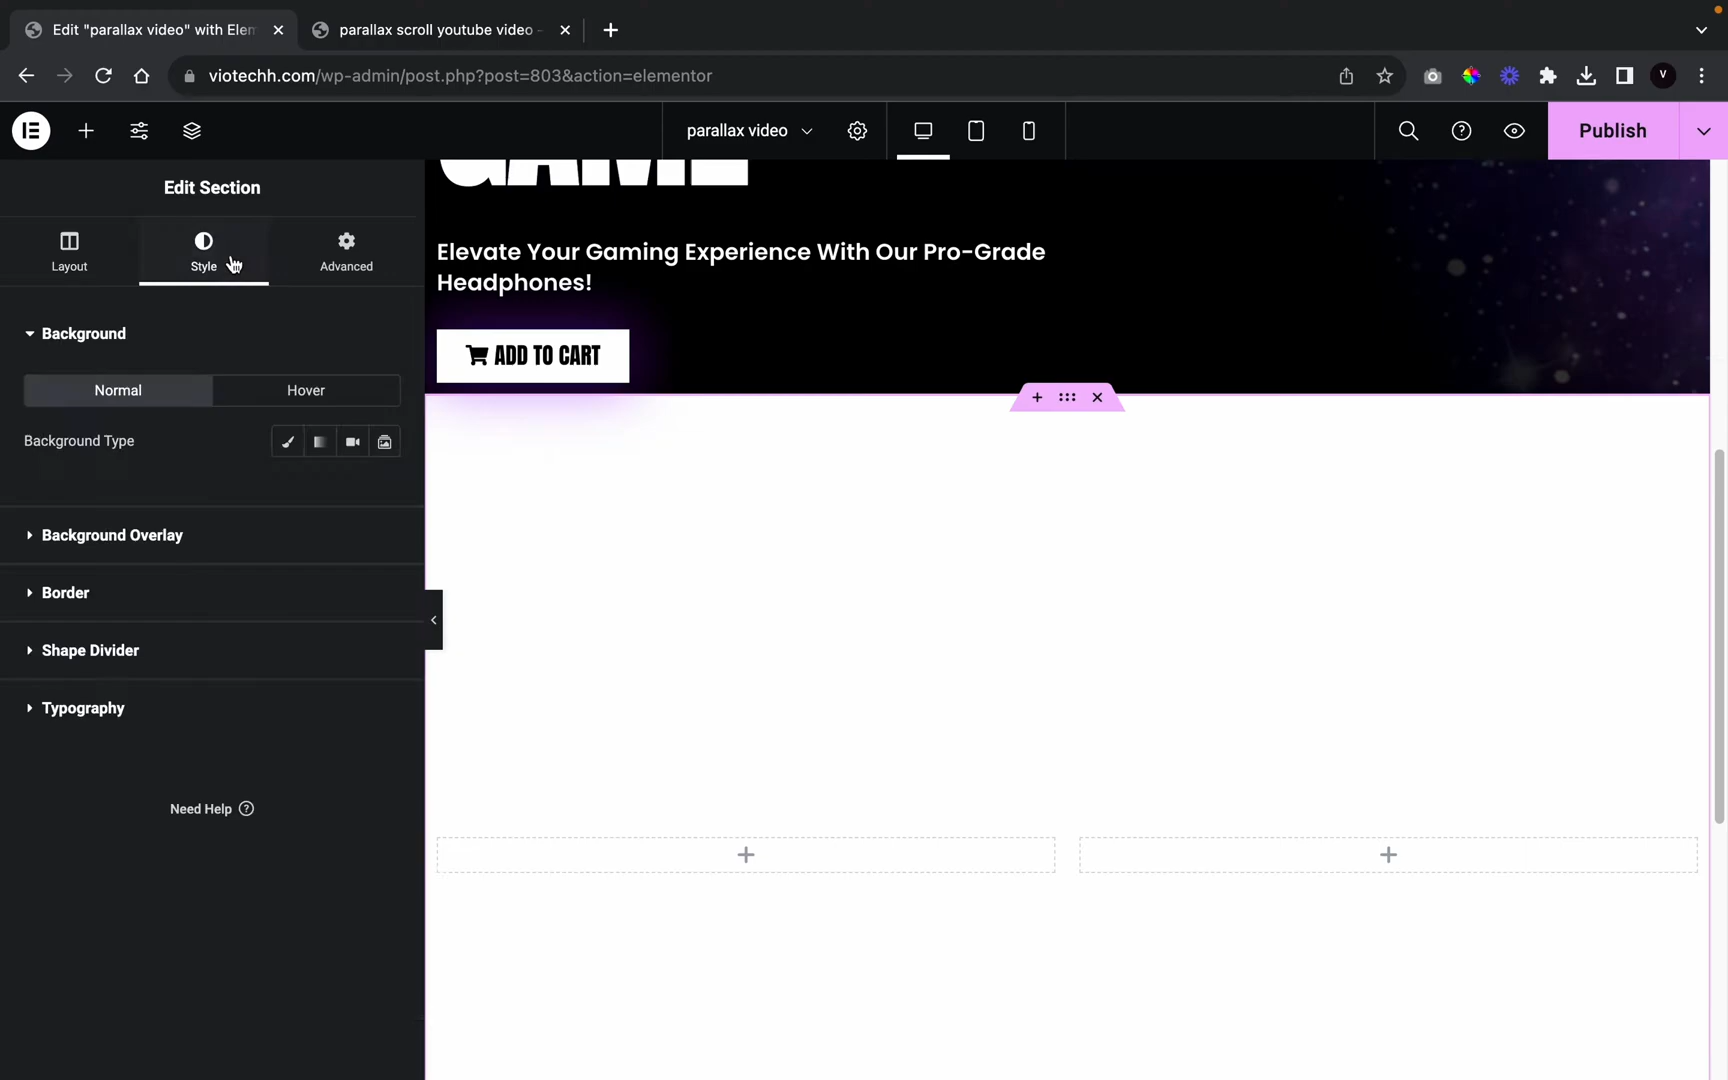 Edit "parallax video" with Elem
parallax scroll youtube video -
viotechh.com/wp-admin/post.php?post=803&action=elementor
V
parallax video
Publish
Edit Section
Layout
Style
Advanced
Background
Normal
Hover
Background Type
Background Overlay
Border
Shape Divider
Typography
Need Help
GAME
Elevate Your Gaming Experience With Our Pro-Grade
Headphones!
ADD TO CART